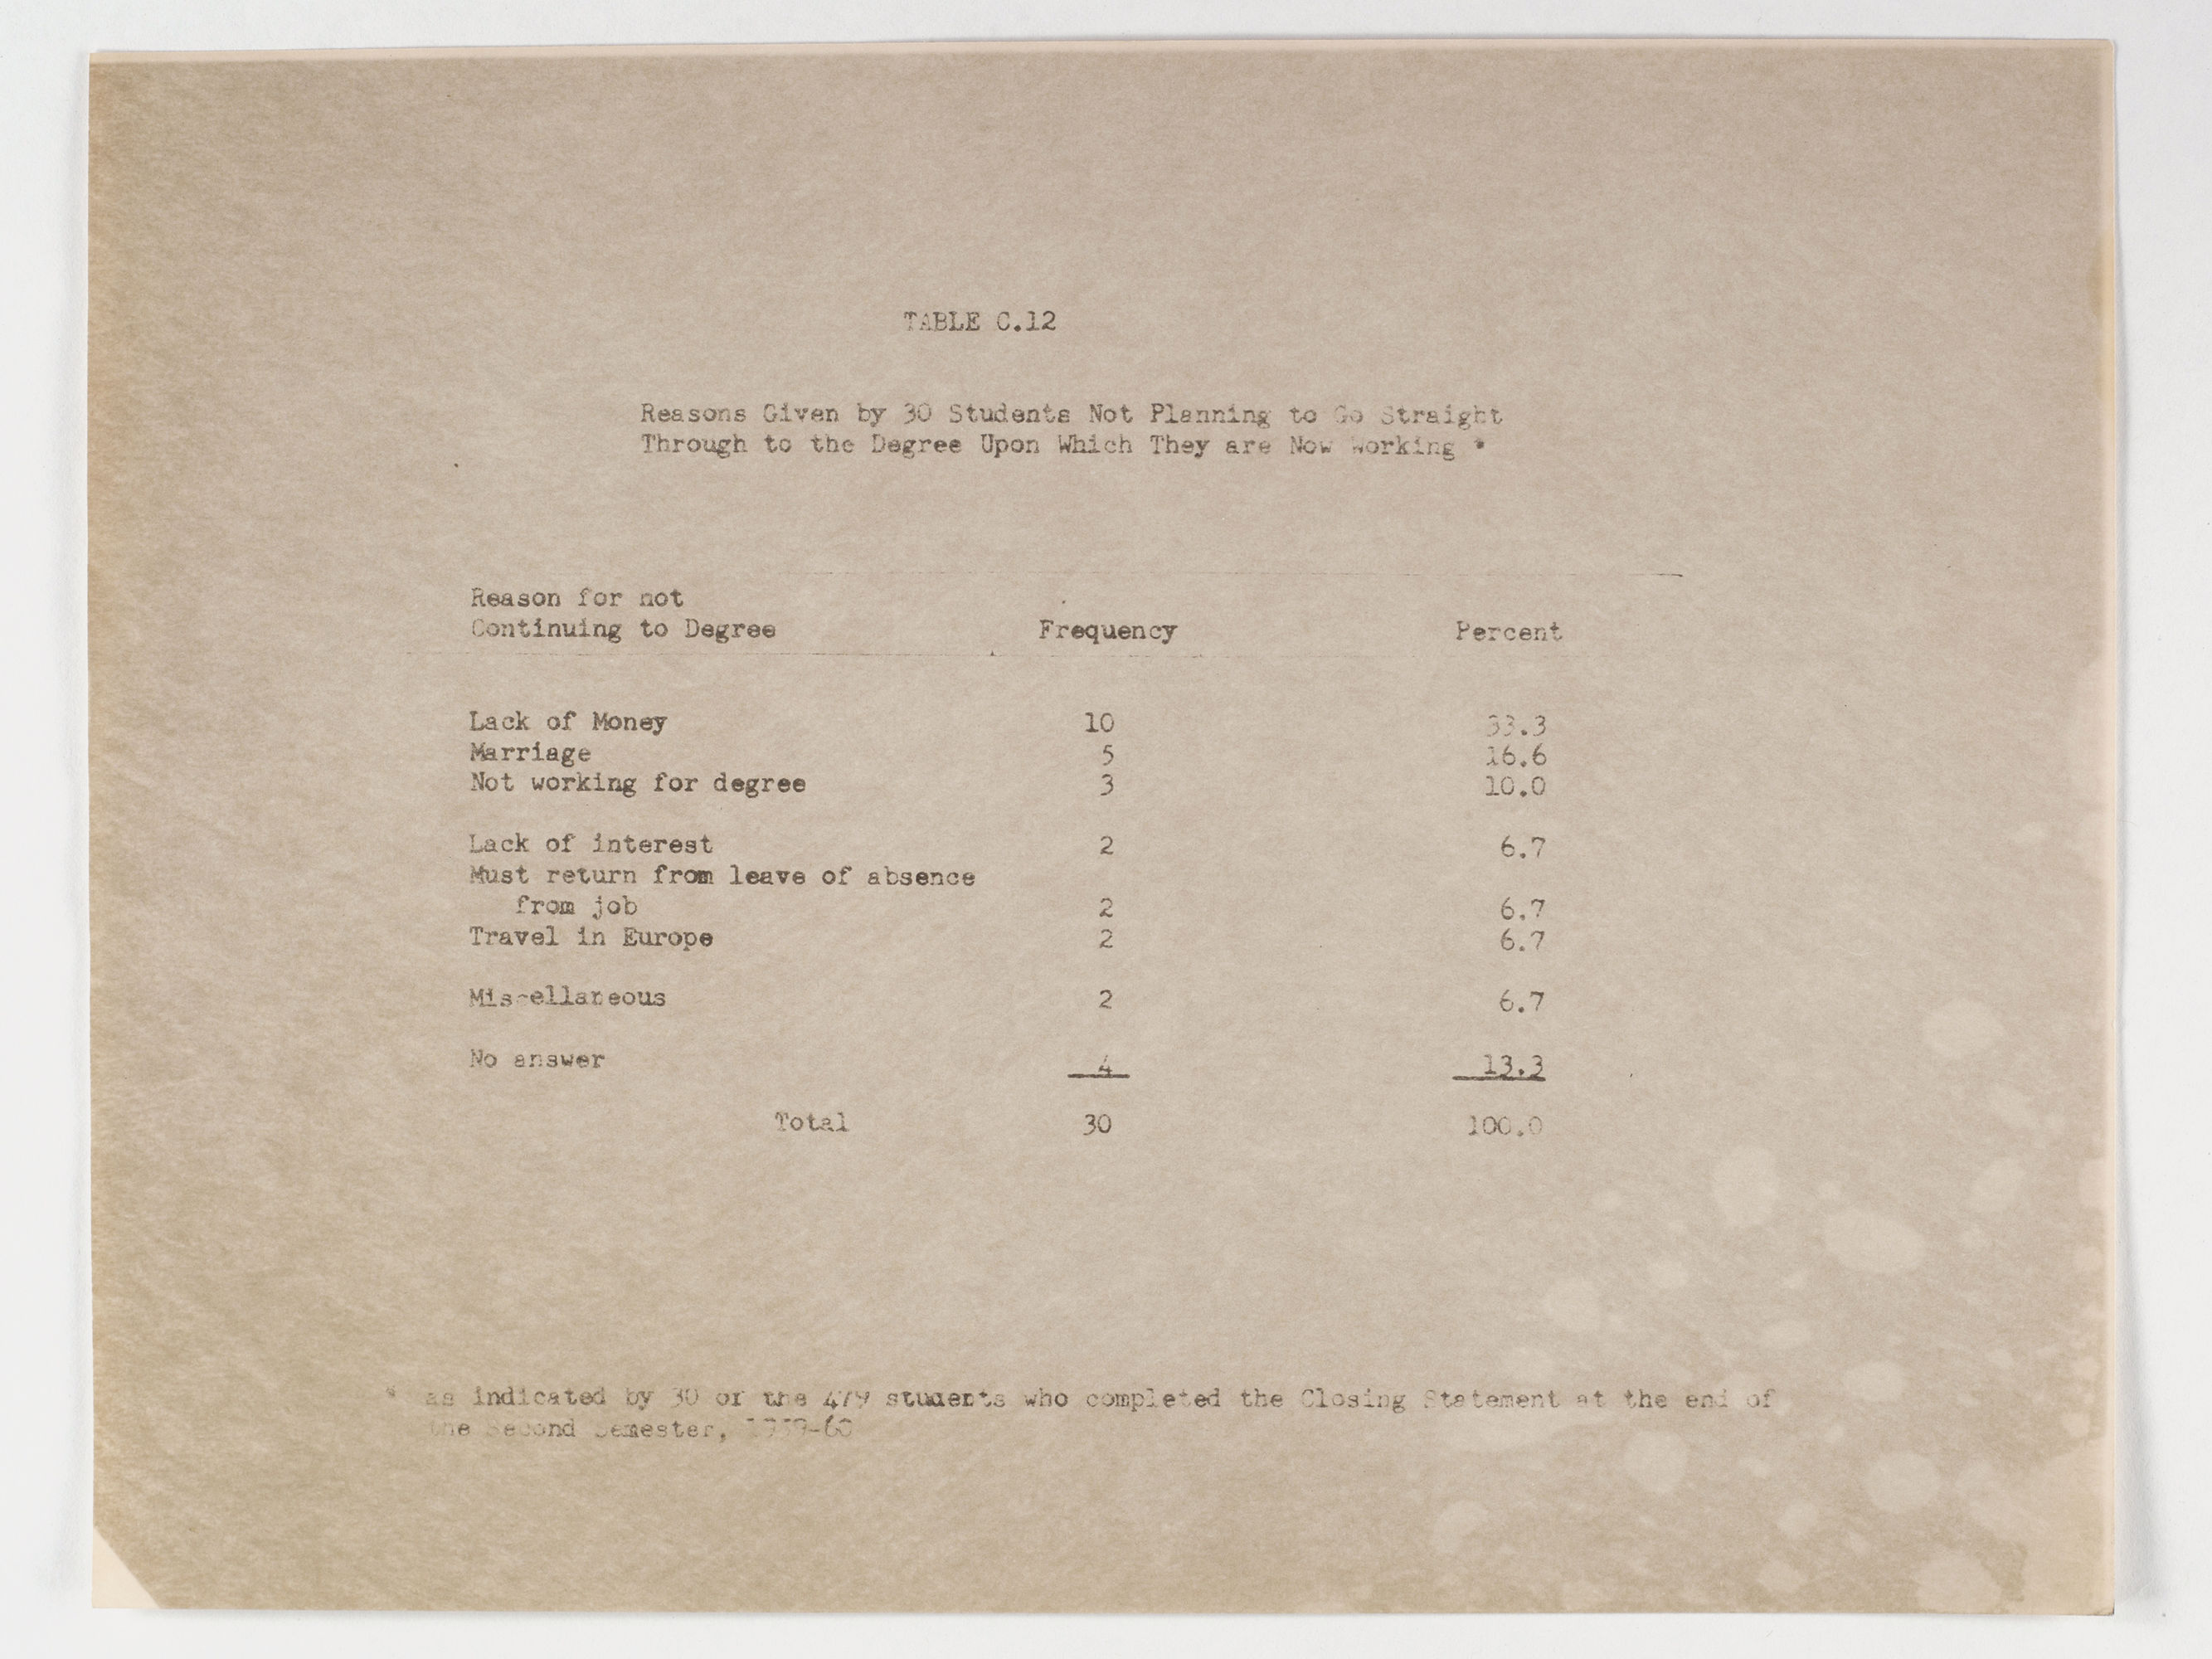 TABLE C.12
Reasons Given by 30 Students Not Planning to Go Straight
Through to the Degree Upon Which They are Now Working *
Reason for not
Continuing to Degree Frequency Percent
Lack of Money 10 33.3
Marriage 5 16.6
Not working for degree 3 10.0
Lack of interest 2 6.7
Must return from leave of absence
from job 2 6.7
Travel in Europe 2 6.7
Miscellaneous 2 6.7
No answer 4 13.3
Total 30 100.0
* as indicated by 30 of the 479 students who completed the Closing Statement at the end of
the Second Semester, 1959-60